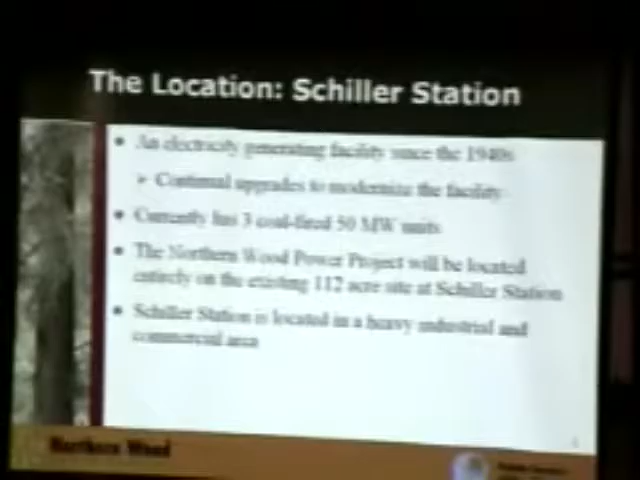 The Location: Schiller Station
An electricity generating facility since the 1940s
Continual upgrades to modernize the facility
Currently has 3 coal-fired 50 MW units
The Northern Wood Power Project will be located
entirely on the existing 112 acre site at Schiller Station
Schiller Station is located in a heavy industrial and
commercial area
Northern Wood